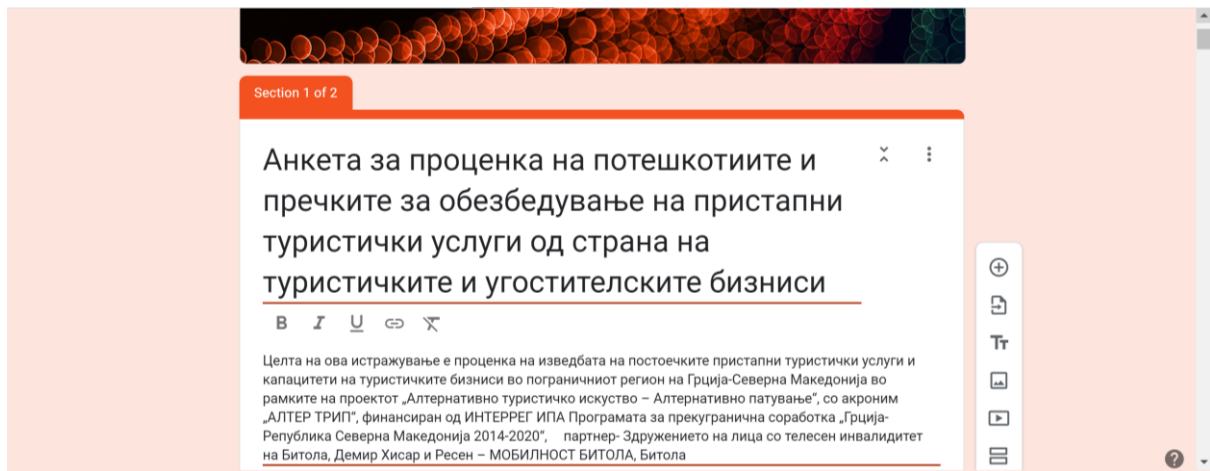 Section 1 of 2
Анкета за проценка на потешкотиите и
пречките за обезбедување на пристапни
туристички услуги од страна на
туристичките и угостителските бизниси
B I U
Целта на ова истражување е проценка на изведбата на постоечките пристапни туристички услуги и
капацитети на туристичките бизниси во пограничниот регион на Грција-Северна Македонија во
рамките на проектот „Алтернативно туристичко искуство – Алтернативно патување“, со акроним
„АЛТЕР ТРИП“, финансиран од ИНТЕРРЕГ ИПА Програмата за прекугранична соработка „Грција-
Република Северна Македонија 2014-2020“, партнер- Здружението на лица со телесен инвалидитет
на Битола, Демир Хисар и Ресен – МОБИЛНОСТ БИТОЛА, Битола